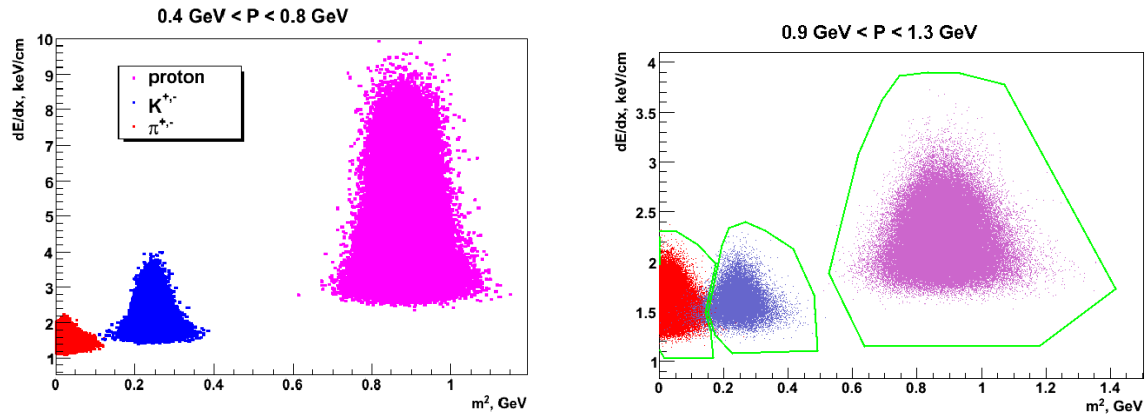 0.4 GeV < P < 0.8 GeV
dE/dx, keV/cm
10
9
8
7
6
5
4
3
2
1
proton
K+,-
π+,-
0 0.2 0.4 0.6 0.8 1
m², GeV
0.9 GeV < P < 1.3 GeV
dE/dx, keV/cm
4
3.5
3
2.5
2
1.5
1
0 0.2 0.4 0.6 0.8 1 1.2 1.4
m², GeV